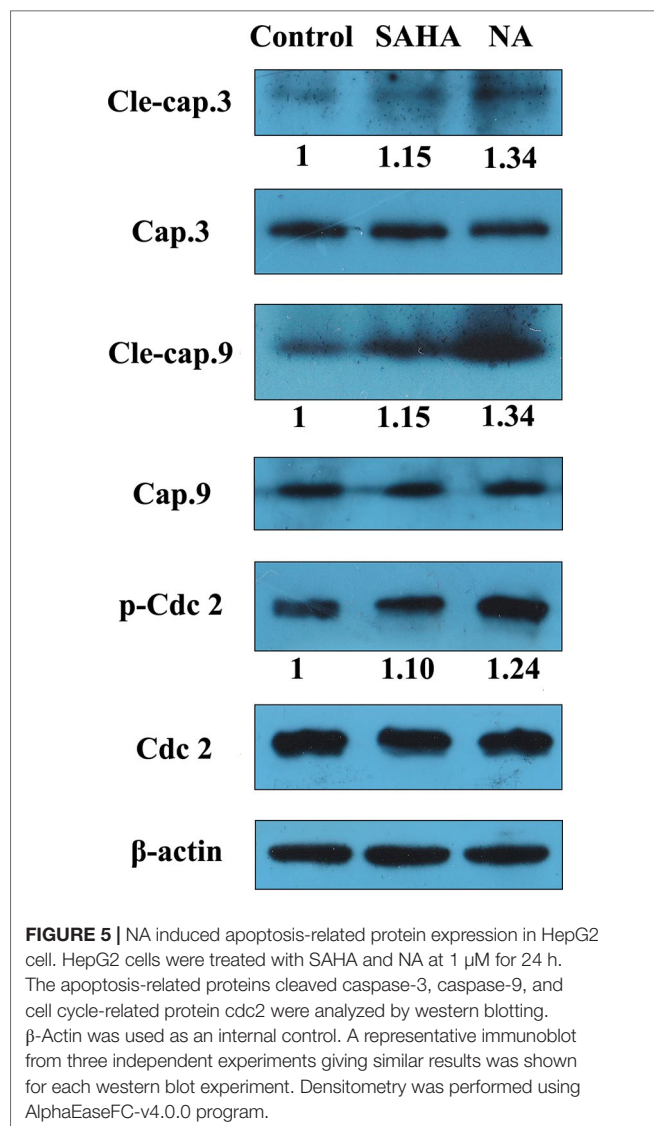 Control SAHA NA
Cle-cap.3
1 1.15 1.34
Cap.3
Cle-cap.9
1 1.15 1.34
Cap.9
p-Cdc 2
1 1.10 1.24
Cdc 2
β-actin
FIGURE 5 | NA induced apoptosis-related protein expression in HepG2
cell. HepG2 cells were treated with SAHA and NA at 1 μM for 24 h.
The apoptosis-related proteins cleaved caspase-3, caspase-9, and
cell cycle-related protein cdc2 were analyzed by western blotting.
β-Actin was used as an internal control. A representative immunoblot
from three independent experiments giving similar results was shown
for each western blot experiment. Densitometry was performed using
AlphaEaseFC-v4.0.0 program.